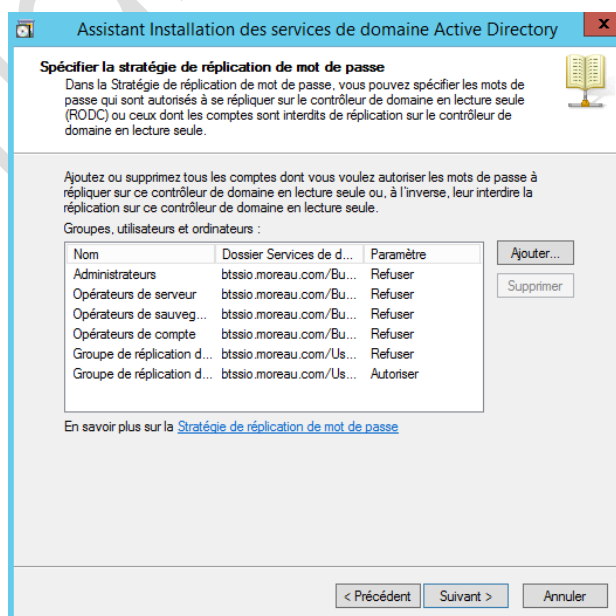 Assistant Installation des services de domaine Active Directory
x
Spécifier la stratégie de réplication de mot de passe
Dans la Stratégie de réplication de mot de passe, vous pouvez spécifier les mots de
passe qui sont autorisés à se répliquer sur le contrôleur de domaine en lecture seule
(RODC) ou ceux dont les comptes sont interdits de réplication sur le contrôleur de
domaine en lecture seule.
Ajoutez ou supprimez tous les comptes dont vous voulez autoriser les mots de passe à
répliquer sur ce contrôleur de domaine en lecture seule ou, à l'inverse, leur interdire la
réplication sur ce contrôleur de domaine en lecture seule.
Groupes, utilisateurs et ordinateurs :
Nom Dossier Services de d... Paramètre
Administrateurs btssio.moreau.com/Bu... Refuser
Opérateurs de serveur btssio.moreau.com/Bu... Refuser
Opérateurs de sauveg... btssio.moreau.com/Bu... Refuser
Opérateurs de compte btssio.moreau.com/Bu... Refuser
Groupe de réplication d... btssio.moreau.com/Us... Refuser
Groupe de réplication d... btssio.moreau.com/Us... Autoriser
Ajouter...
Supprimer
En savoir plus sur la Stratégie de réplication de mot de passe
< Précédent Suivant > Annuler